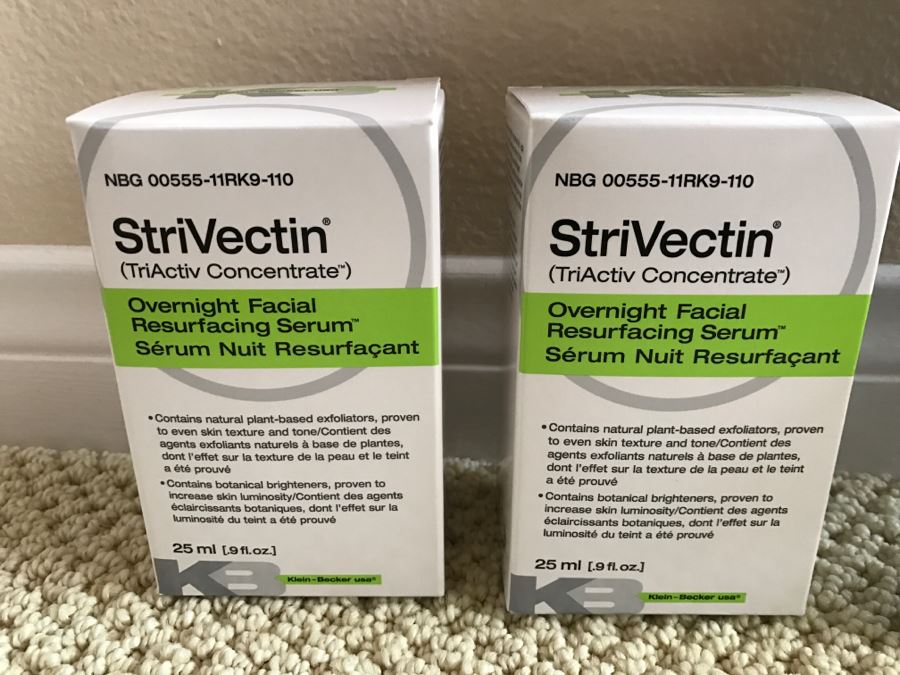 NBG 00555-11RK9-110
StriVectin®
(TriActiv Concentrate™)
Overnight Facial
Resurfacing Serum™
Sérum Nuit Resurfaçant
•Contains natural plant-based exfoliators, proven
to even skin texture and tone/Contient des
agents exfoliants naturels à base de plantes,
dont l'effet sur la texture de la peau et le teint
a été prouvé
•Contains botanical brighteners, proven to
increase skin luminosity/Contient des agents
éclaircissants botaniques, dont l'effet sur la
luminosité du teint a été prouvé
25 ml [.9 fl.oz.]
KB
Klein-Becker usa®
NBG 00555-11RK9-110
StriVectin®
(TriActiv Concentrate™)
Overnight Facial
Resurfacing Serum™
Sérum Nuit Resurfaçant
•Contains natural plant-based exfoliators, proven
to even skin texture and tone/Contient des
agents exfoliants naturels à base de plantes,
dont l'effet sur la texture de la peau et le teint
a été prouvé
•Contains botanical brighteners, proven to
increase skin luminosity/Contient des agents
éclaircissants botaniques, dont l'effet sur la
luminosité du teint a été prouvé
25 ml [.9 fl.oz.]
KB
Klein-Becker usa®